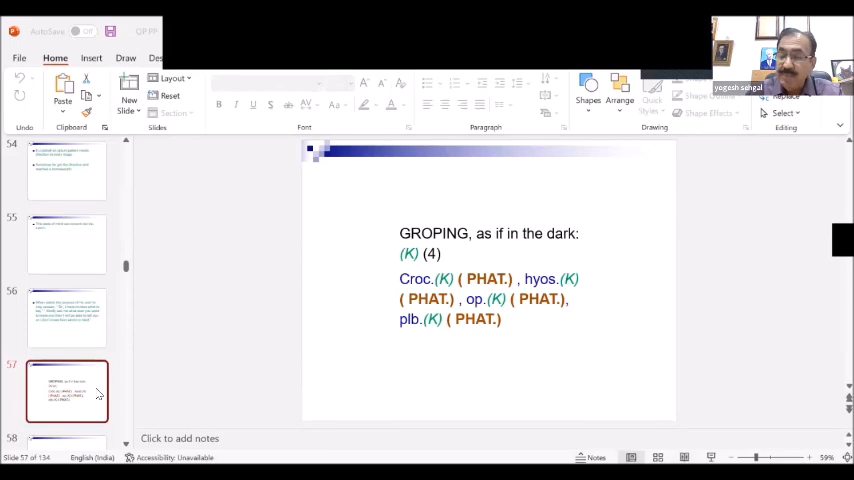 AutoSave Off QP PP
File Home Insert Draw Des
yogesh sehgal
Paste
New Slide
Layout
Reset
Section
Shapes Arrange Quick Styles
Shape Outline
Shape Effects
Replace
Select
Undo Clipboard Slides Font Paragraph Drawing Editing
54
55
56
57
58
GROPING, as if in the dark:
(K) (4)
Croc.(K) ( PHAT.) , hyos.(K)
( PHAT.) , op.(K) ( PHAT.),
plb.(K) ( PHAT.)
Click to add notes
Slide 57 of 134 English (India) Accessibility: Unavailable Notes 59%